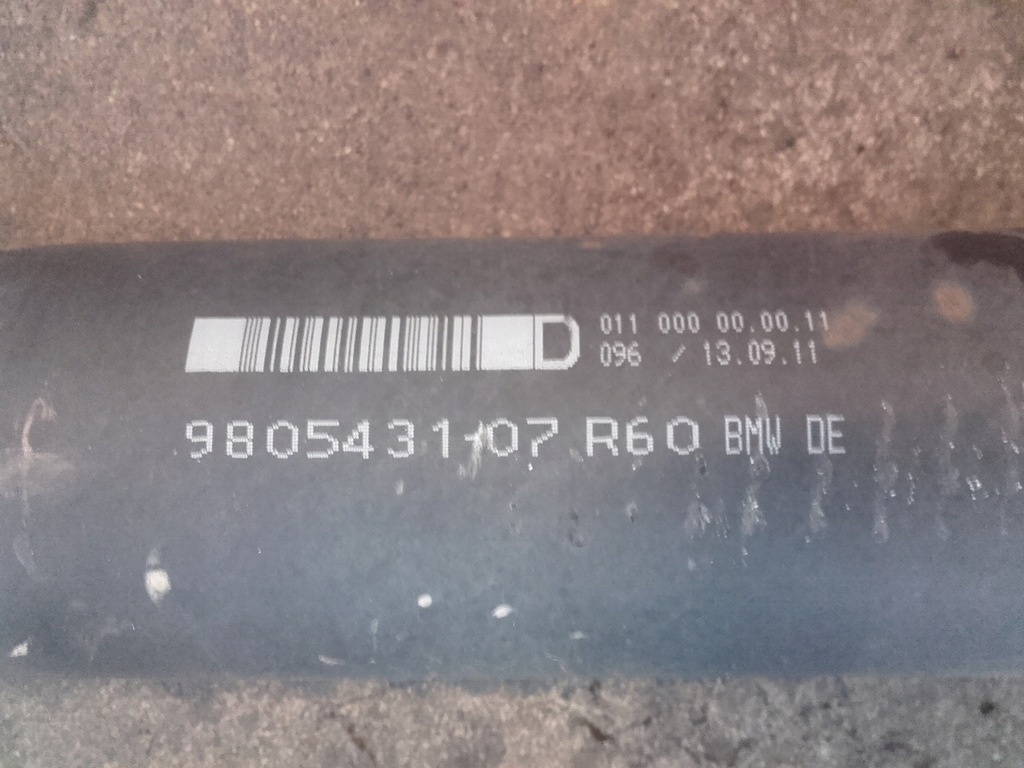 D
011 000 00.00.11
096 / 13.09.11
9805431-07 R60 BMW DE